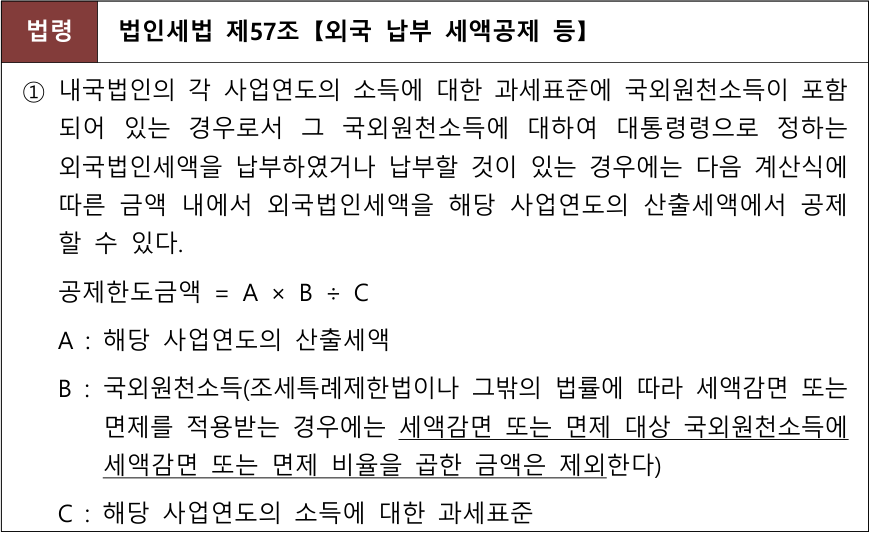 법령 법인세법 제57조【외국 납부 세액공제 등】
① 내국법인의 각 사업연도의 소득에 대한 과세표준에 국외원천소득이 포함
되어 있는 경우로서 그 국외원천소득에 대하여 대통령령으로 정하는
외국법인세액을 납부하였거나 납부할 것이 있는 경우에는 다음 계산식에
따른 금액 내에서 외국법인세액을 해당 사업연도의 산출세액에서 공제
할 수 있다.
공제한도금액 = A × B ÷ C
A : 해당 사업연도의 산출세액
B : 국외원천소득(조세특례제한법이나 그밖의 법률에 따라 세액감면 또는
면제를 적용받는 경우에는 세액감면 또는 면제 대상 국외원천소득에
세액감면 또는 면제 비율을 곱한 금액은 제외한다)
C : 해당 사업연도의 소득에 대한 과세표준